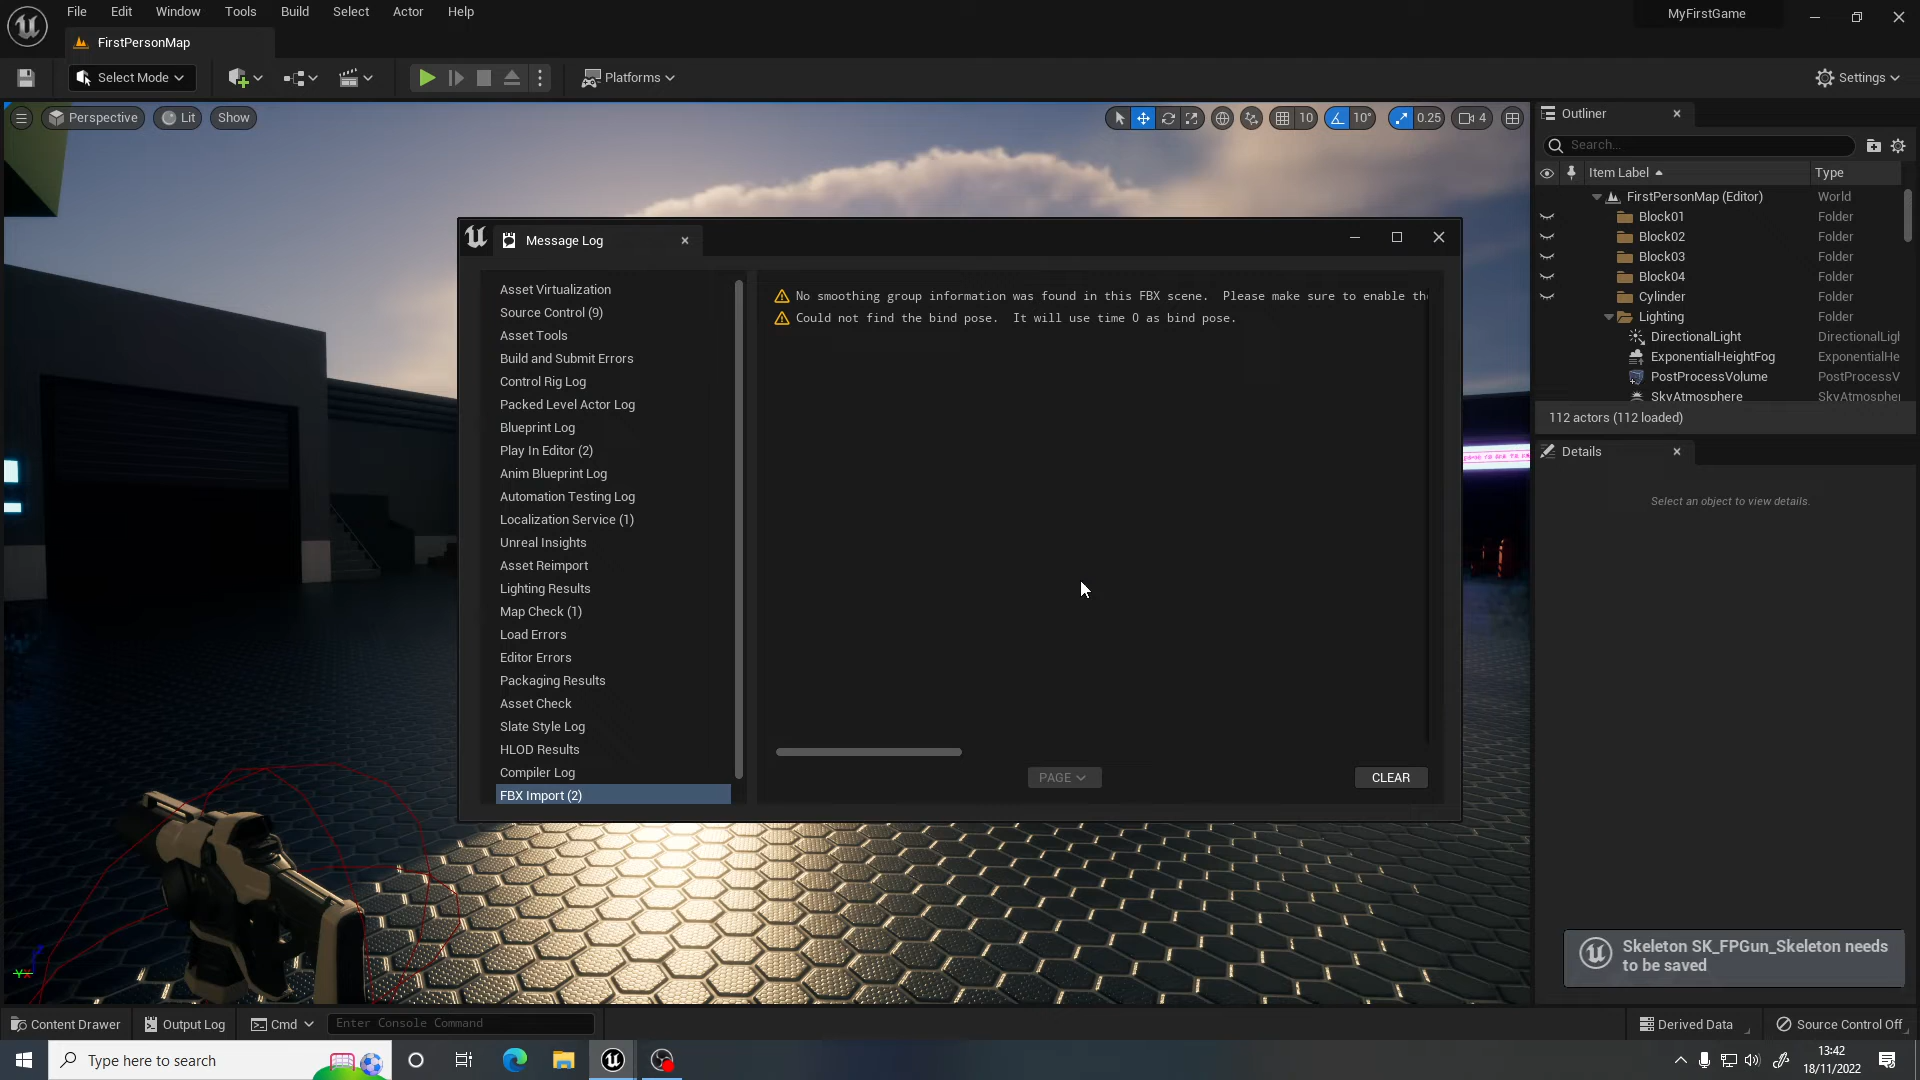 File Edit Window Tools Build Select Actor Help
MyFirstGame
FirstPersonMap
Select Mode
Platforms
Settings
Perspective Lit Show
10 10° 0.25 4
Outliner
Search...
Item Label Type
FirstPersonMap (Editor) World
Block01 Folder
Block02 Folder
Block03 Folder
Block04 Folder
Cylinder Folder
Lighting Folder
DirectionalLight DirectionalLigl
ExponentialHeightFog ExponentialHe
PostProcessVolume PostProcessV
SkyAtmosphere SkyAtmospher
112 actors (112 loaded)
Details
Select an object to view details.
Message Log
Asset Virtualization
Source Control (9)
Asset Tools
Build and Submit Errors
Control Rig Log
Packed Level Actor Log
Blueprint Log
Play In Editor (2)
Anim Blueprint Log
Automation Testing Log
Localization Service (1)
Unreal Insights
Asset Reimport
Lighting Results
Map Check (1)
Load Errors
Editor Errors
Packaging Results
Asset Check
Slate Style Log
HLOD Results
Compiler Log
FBX Import (2)
No smoothing group information was found in this FBX scene.  Please make sure to enable th
Could not find the bind pose.  It will use time 0 as bind pose.
PAGE
CLEAR
Skeleton SK_FPGun_Skeleton needs
to be saved
Content Drawer Output Log Cmd Enter Console Command
Derived Data Source Control Off
Type here to search
13:42
18/11/2022